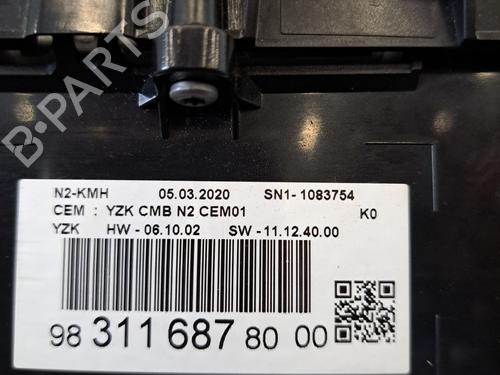 B-PARTS
N2-KMH 05.03.2020 SN1- 1083754
CEM : YZK CMB N2 CEM01 K0
YZK HW - 06.10.02 SW - 11.12.40.00
98 311 687 80 00